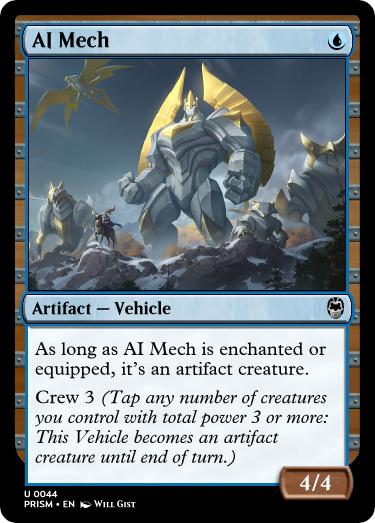 AI Mech
Artifact — Vehicle
As long as AI Mech is enchanted or
equipped, it's an artifact creature.
Crew 3 (Tap any number of creatures
you control with total power 3 or more:
This Vehicle becomes an artifact
creature until end of turn.)
4/4
U 0044
PRISM • EN Will Gist